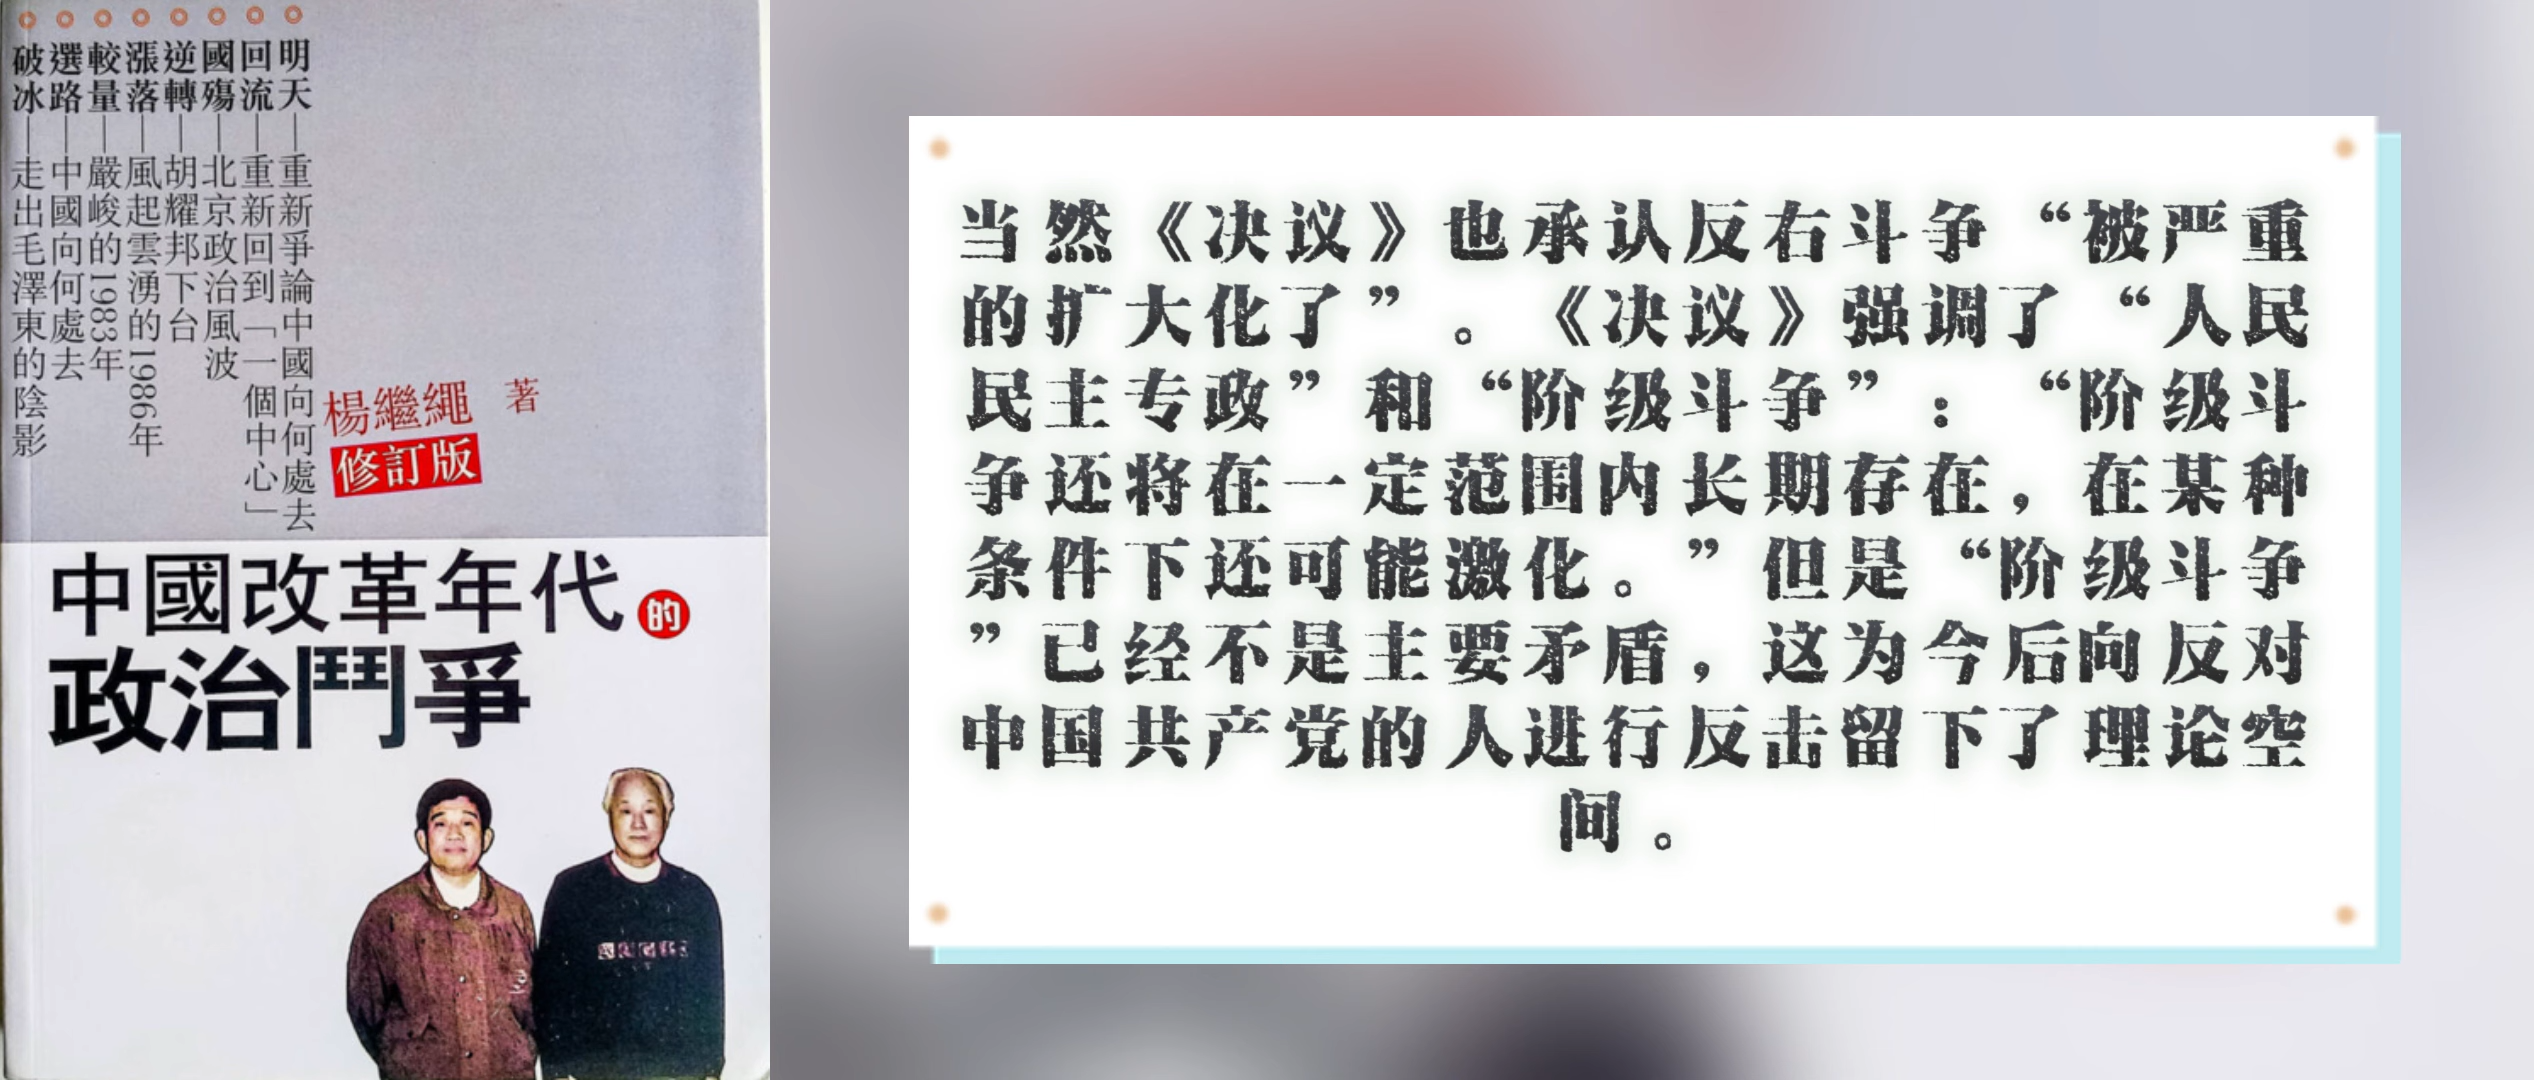 明天——重新爭論中國向何處去
回流——重新回到「一個中心」
國殤——北京政治風波
逆轉——胡耀邦下台
漲落——風起雲湧的1986年
較量——嚴峻的1983年
選路——中國向何處去
破冰——走出毛澤東的陰影
楊繼繩 著
修訂版
中國改革年代的
政治鬥爭
当然《决议》也承认反右斗争“被严重
的扩大化了”。《决议》强调了“人民
民主专政”和“阶级斗争”：“阶级斗
争还将在一定范围内长期存在，在某种
条件下还可能激化。”但是“阶级斗争
”已经不是主要矛盾，这为今后向反对
中国共产党的人进行反击留下了理论空
间。